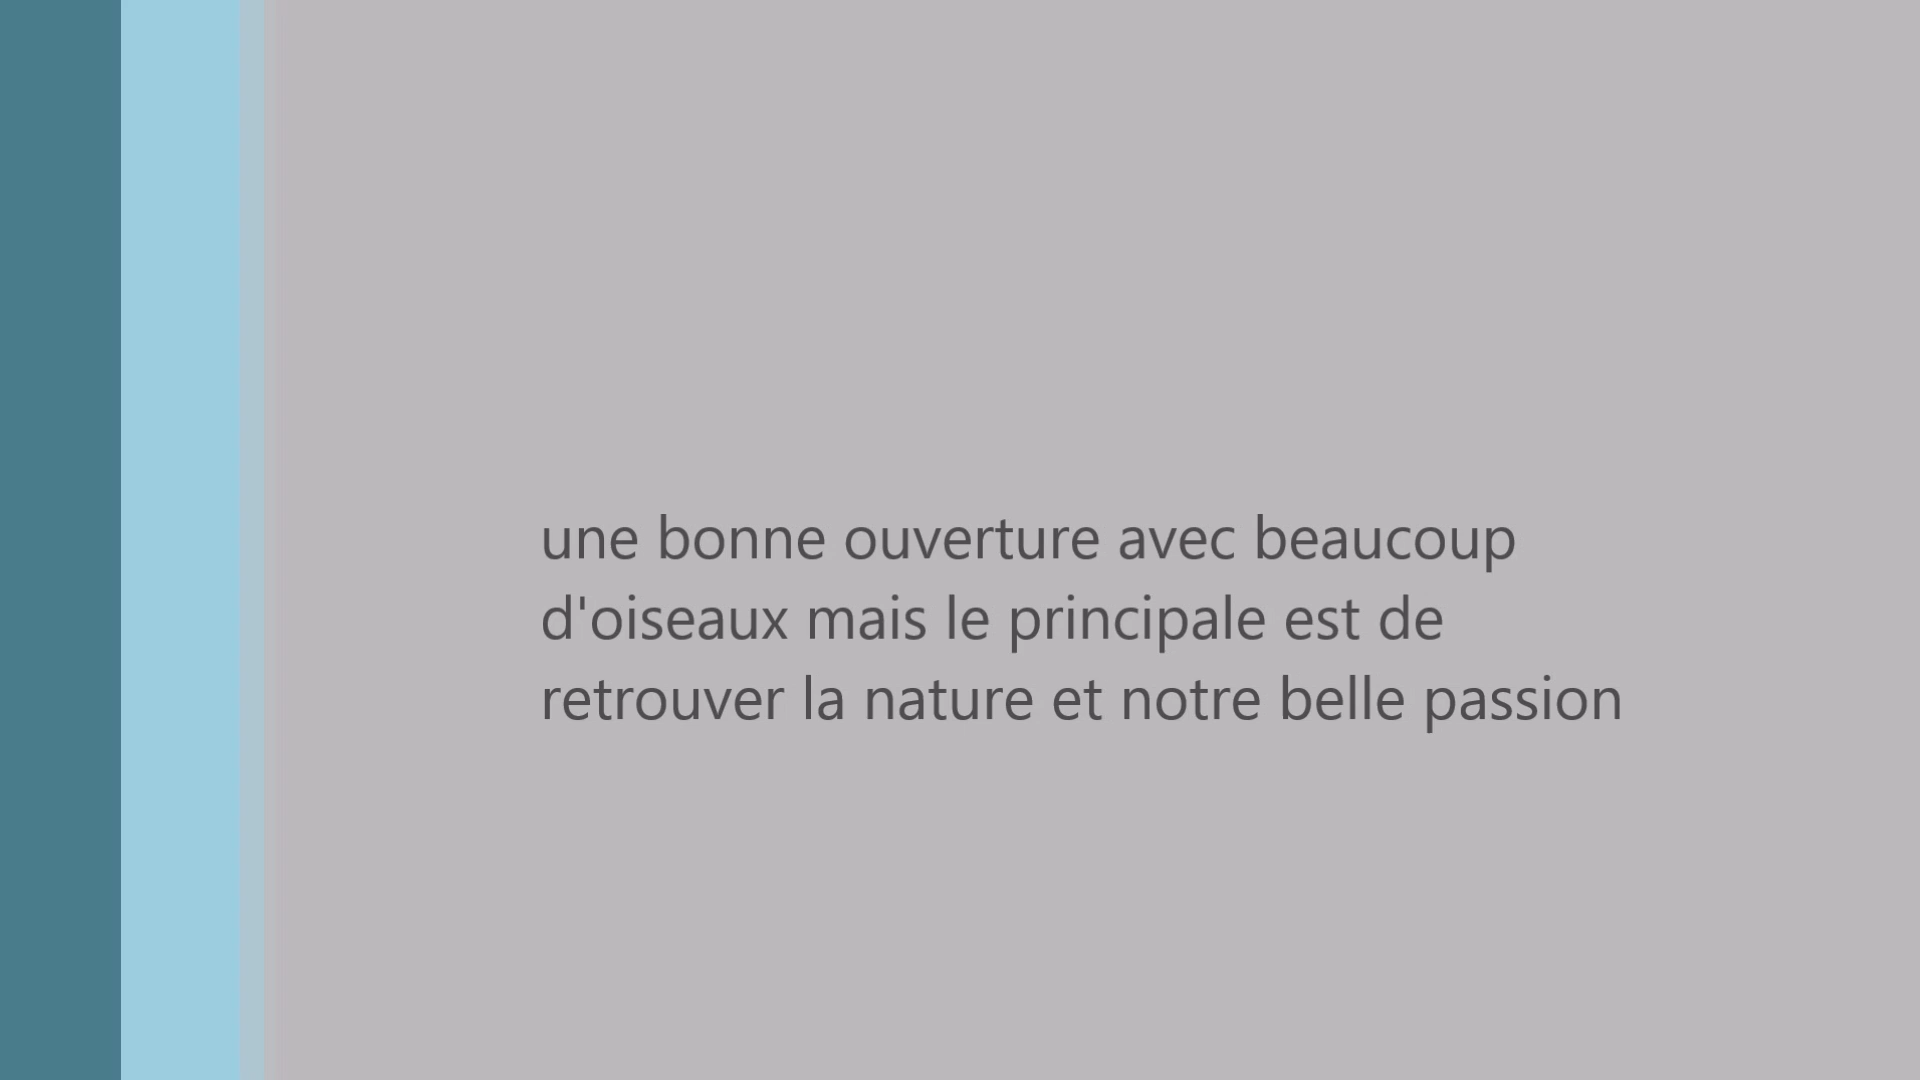 une bonne ouverture avec beaucoup
d'oiseaux mais le principale est de
retrouver la nature et notre belle passion